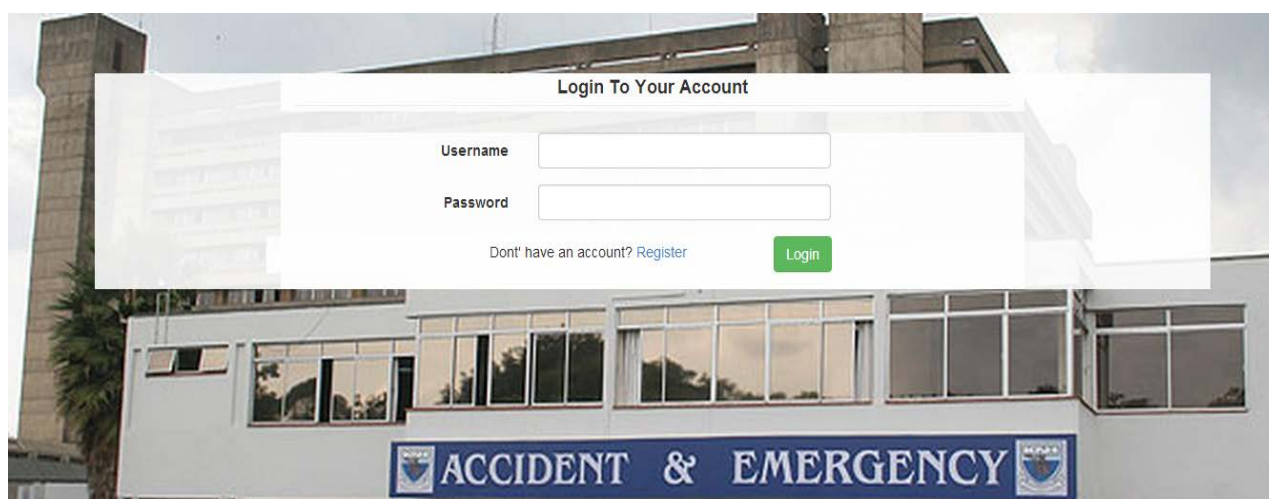 Login To Your Account
Username
Password
Dont' have an account? Register
Login
ACCIDENT & EMERGENCY